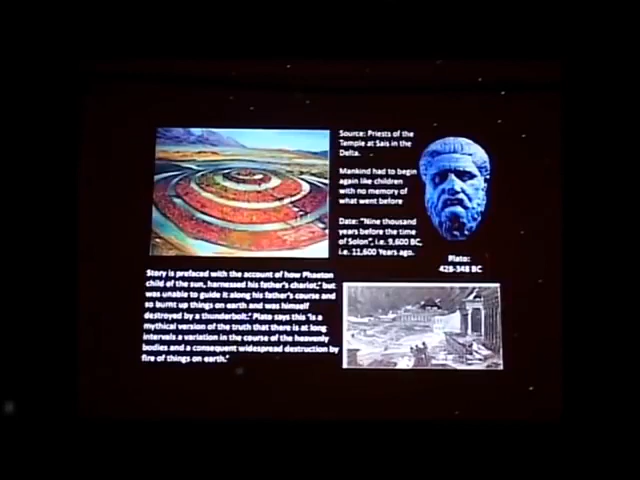 Source: Priests of the
Temple at Sais in the
Delta.
Mankind had to begin
again like children
with no memory of
what went before
Date: "Nine thousand
years before the time
of Solon", i.e. 9,600 BC,
i.e. 11,600 Years ago.
Plato:
428-348 BC
Story is prefaced with the account of how Phaeton
child of the sun, harnessed his father's chariot," but
was unable to guide it along his father's course and
so burnt up things on earth and was himself
destroyed by a thunderbolt." Plato says this "is a
mythical version of the truth that there is at long
intervals a variation in the course of the heavenly
bodies and a consequent widespread destruction by
fire of things on earth."